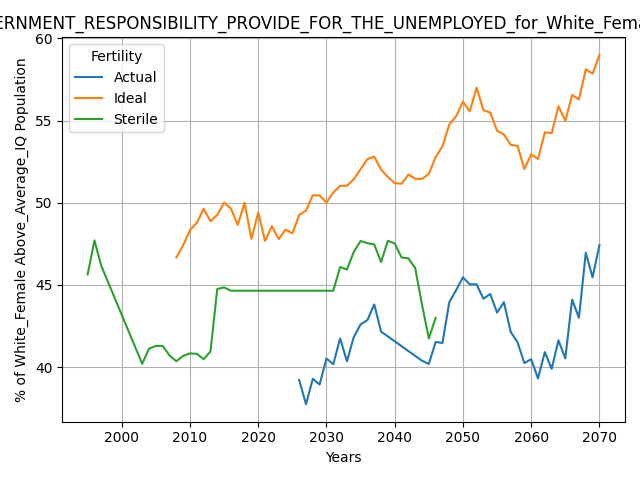 ERNMENT_RESPONSIBILITY_PROVIDE_FOR_THE_UNEMPLOYED_for_White_Fema
60
55
50
45
40
% of White_Female Above_Average_IQ Population
Fertility
Actual
Ideal
Sterile
2000 2010 2020 2030 2040 2050 2060 2070
Years